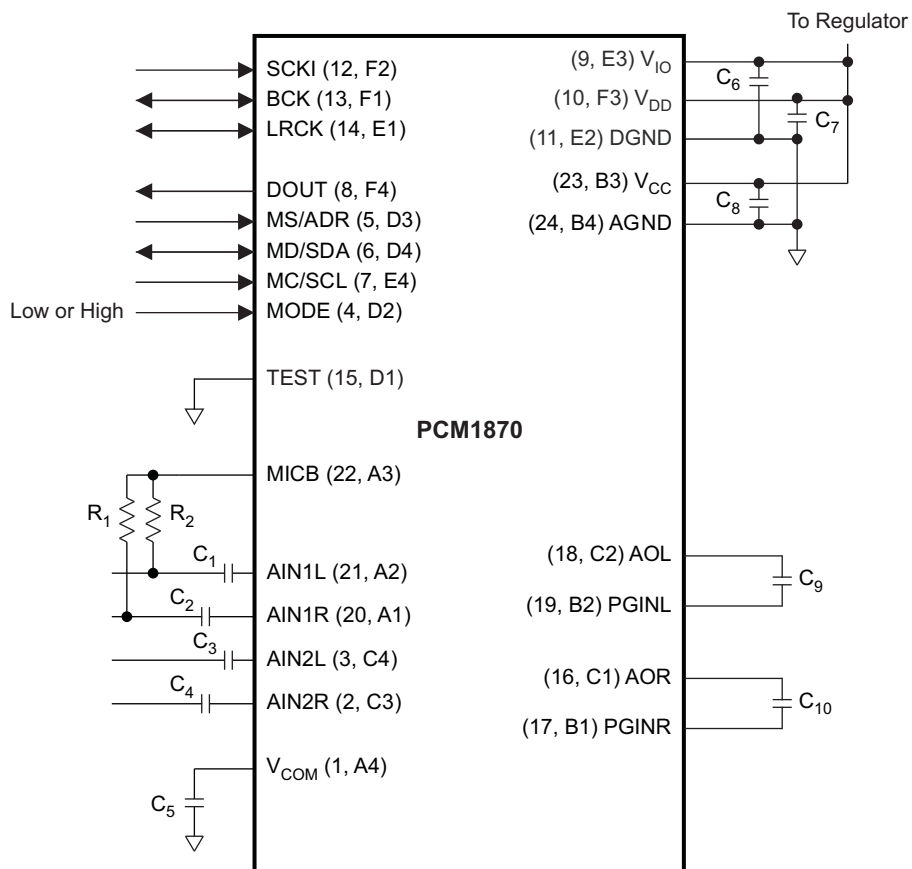 To Regulator
SCKI (12, F2)
BCK (13, F1)
LRCK (14, E1)
DOUT (8, F4)
MS/ADR (5, D3)
MD/SDA (6, D4)
MC/SCL (7, E4)
Low or High
MODE (4, D2)
TEST (15, D1)
PCM1870
MICB (22, A3)
R1
R2
C1
AIN1L (21, A2)
C2
AIN1R (20, A1)
C3
AIN2L (3, C4)
C4
AIN2R (2, C3)
VCOM (1, A4)
C5
(9, E3) VIO
C6
(10, F3) VDD
C7
(11, E2) DGND
(23, B3) VCC
C8
(24, B4) AGND
(18, C2) AOL
C9
(19, B2) PGINL
(16, C1) AOR
C10
(17, B1) PGINR